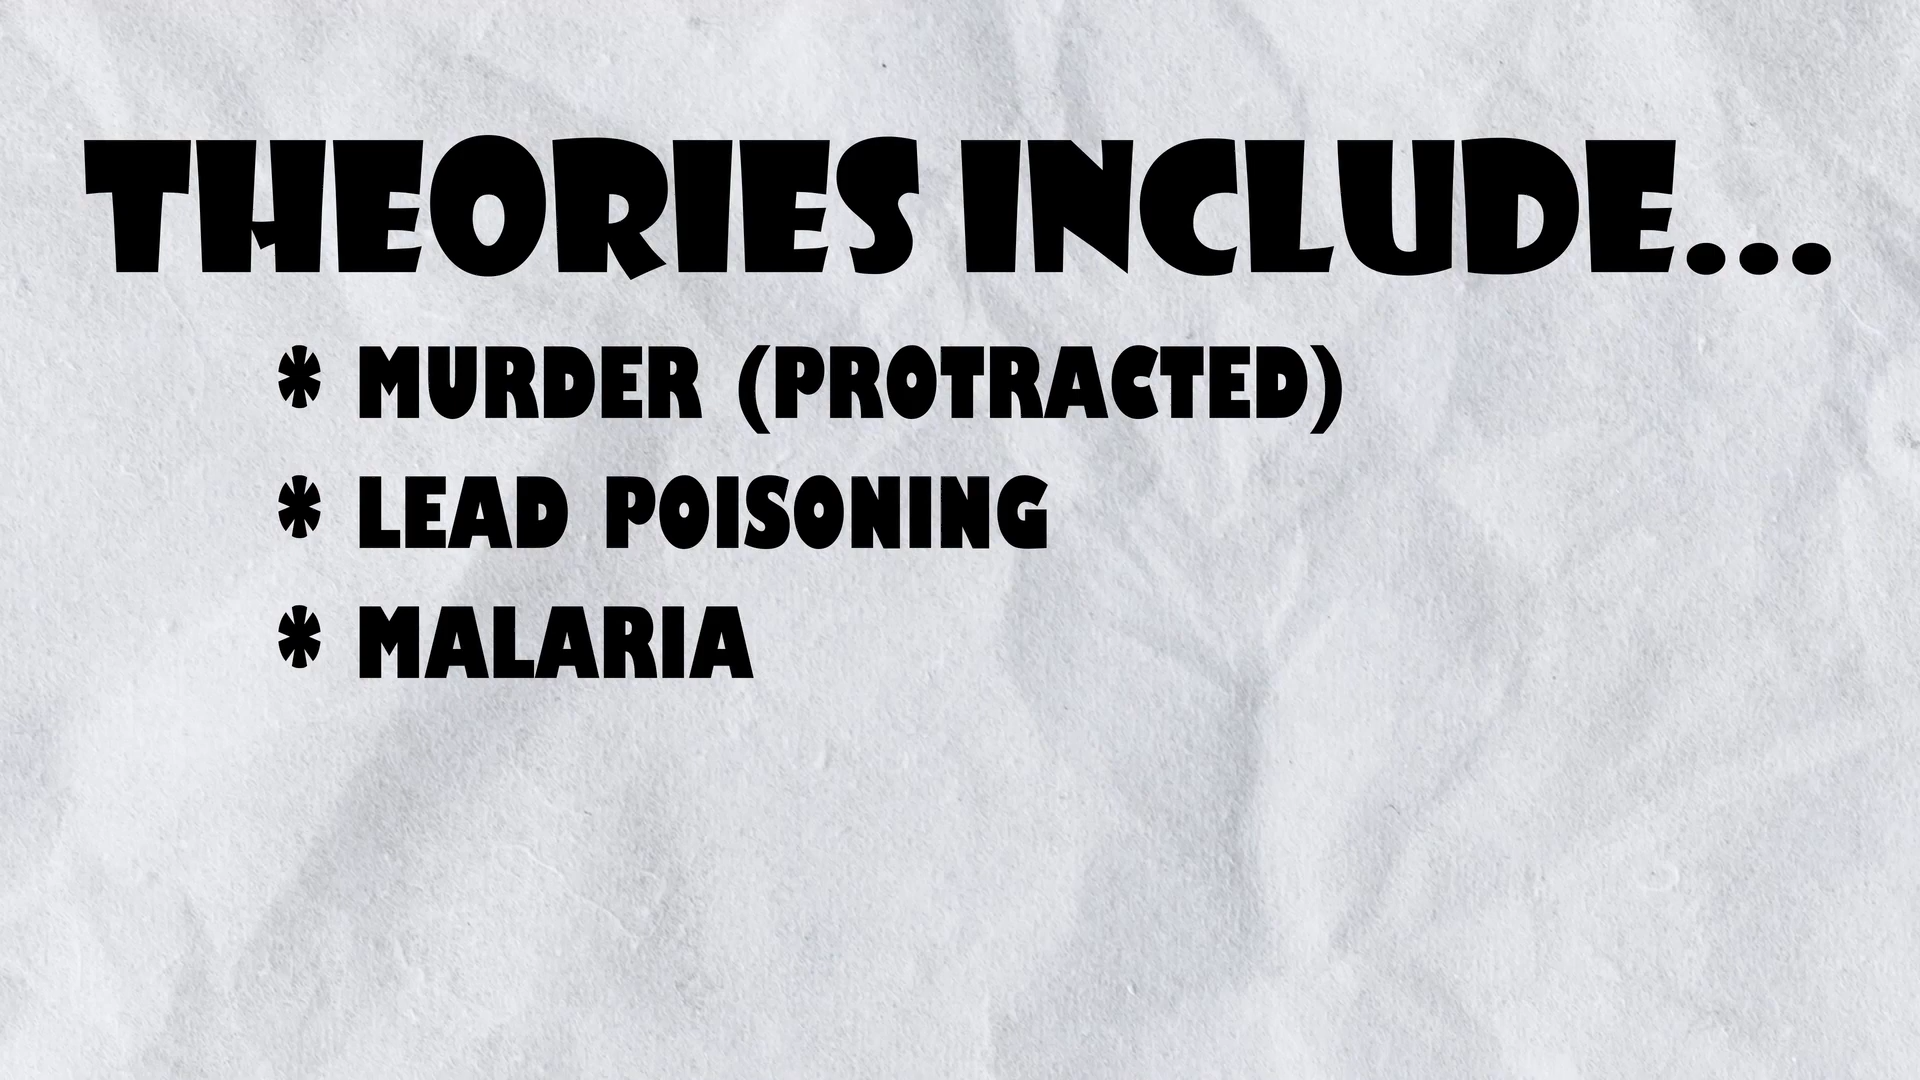 THEORIES INCLUDE...
* MURDER (PROTRACTED)
* LEAD POISONING
* MALARIA